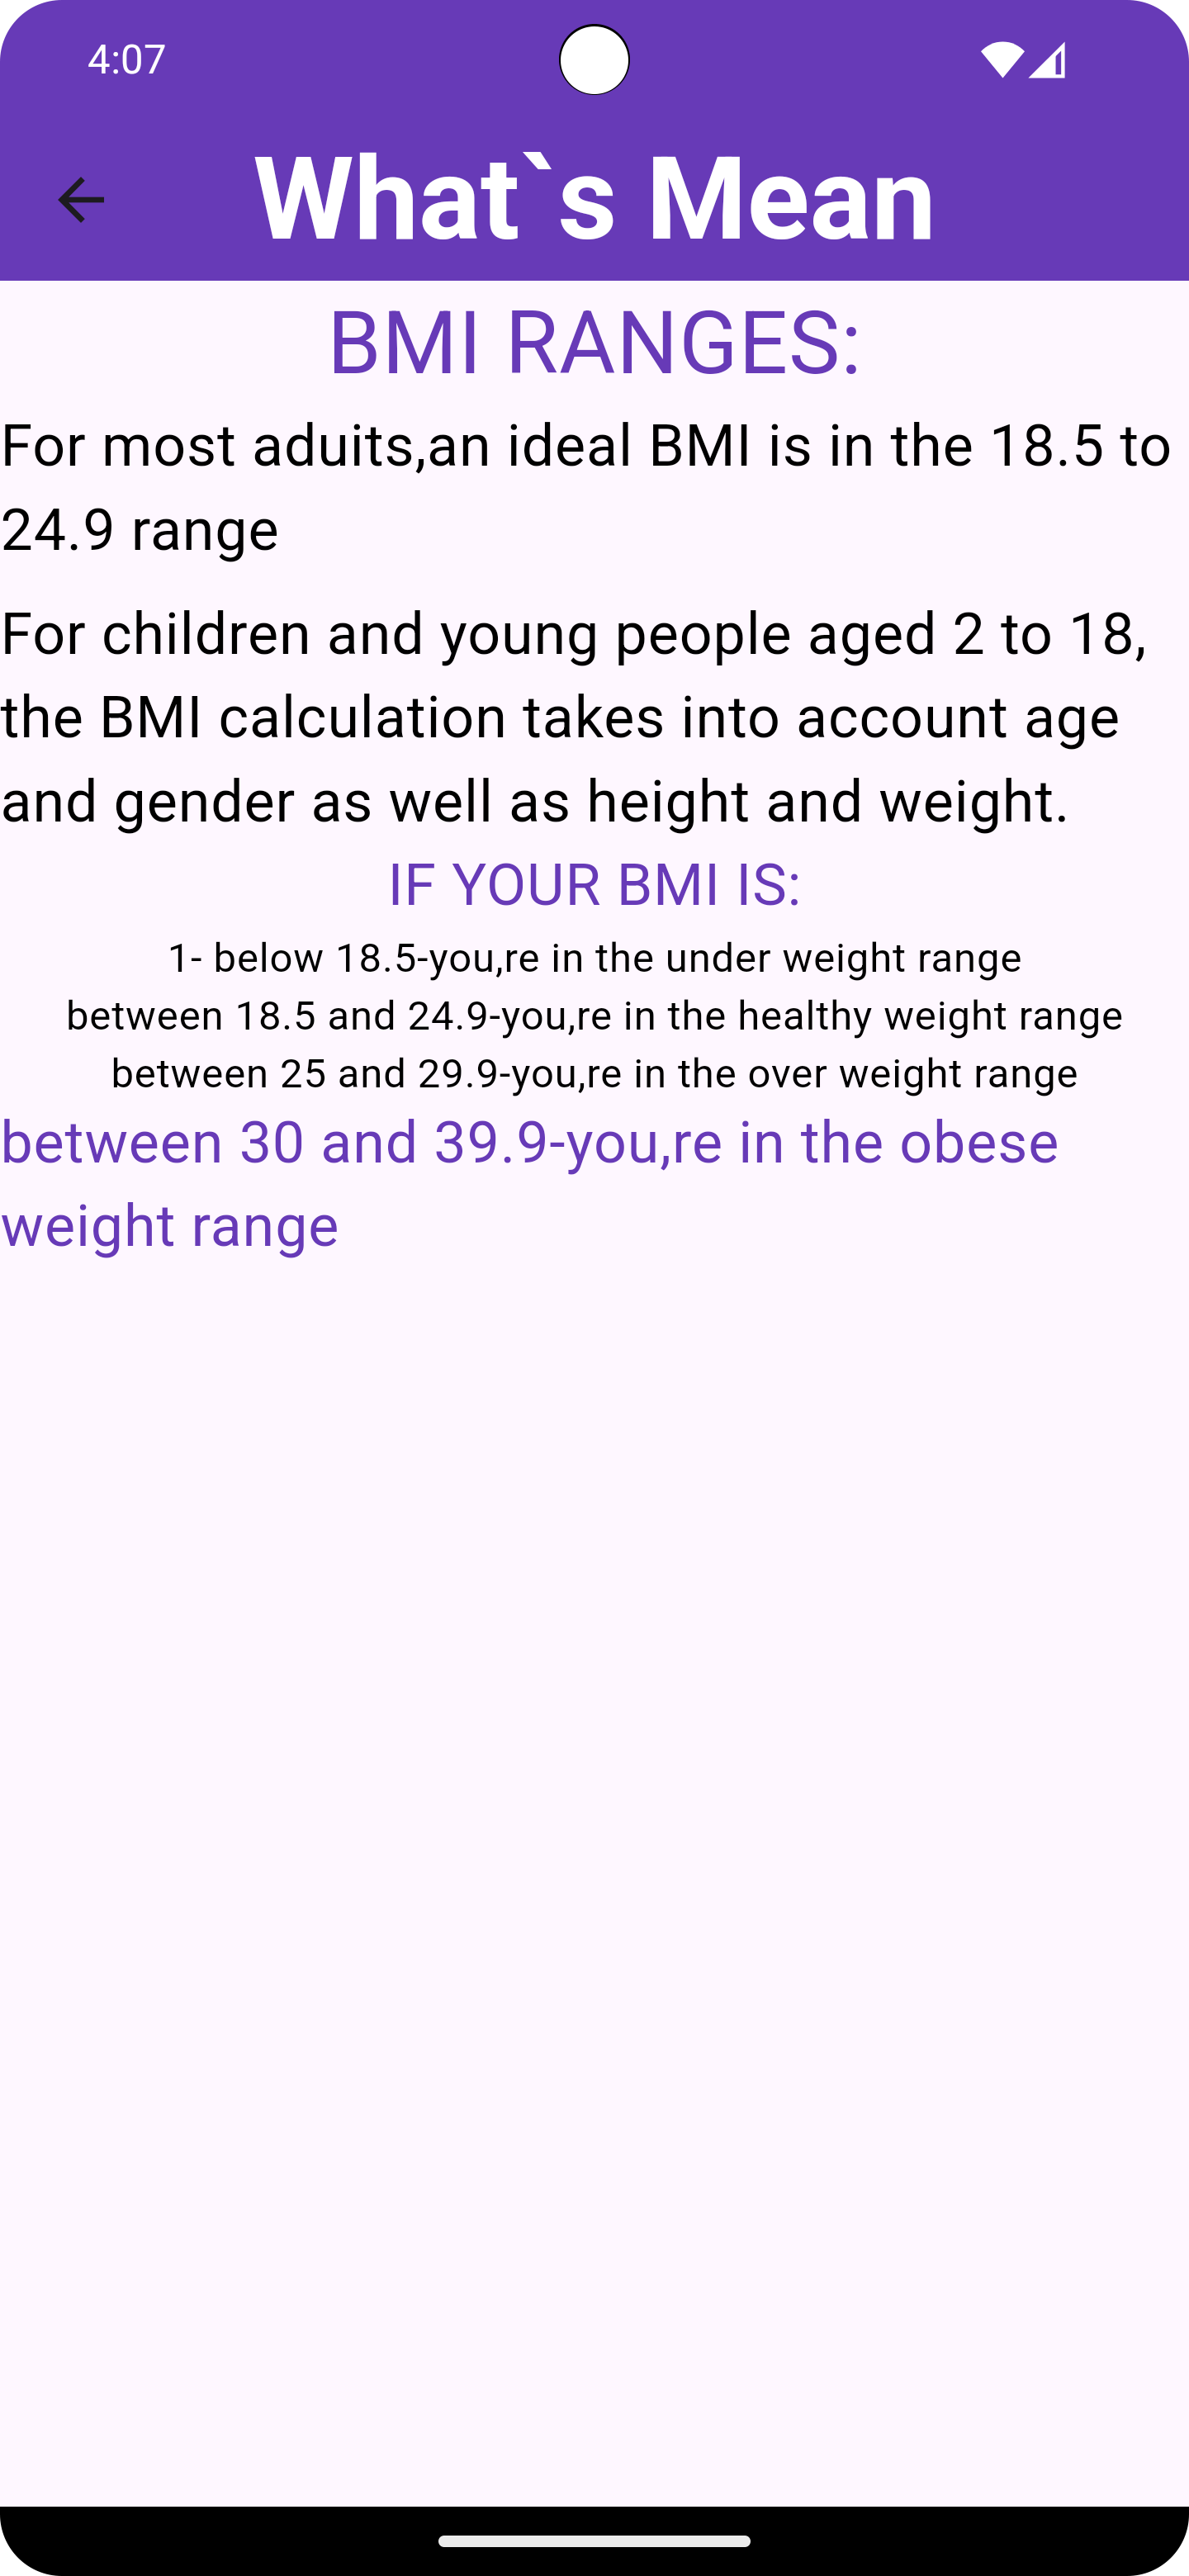 4:07
What`s Mean
BMI RANGES:
For most aduits,an ideal BMI is in the 18.5 to
24.9 range
For children and young people aged 2 to 18,
the BMI calculation takes into account age
and gender as well as height and weight.
IF YOUR BMI IS:
1- below 18.5-you,re in the under weight range
between 18.5 and 24.9-you,re in the healthy weight range
between 25 and 29.9-you,re in the over weight range
between 30 and 39.9-you,re in the obese
weight range